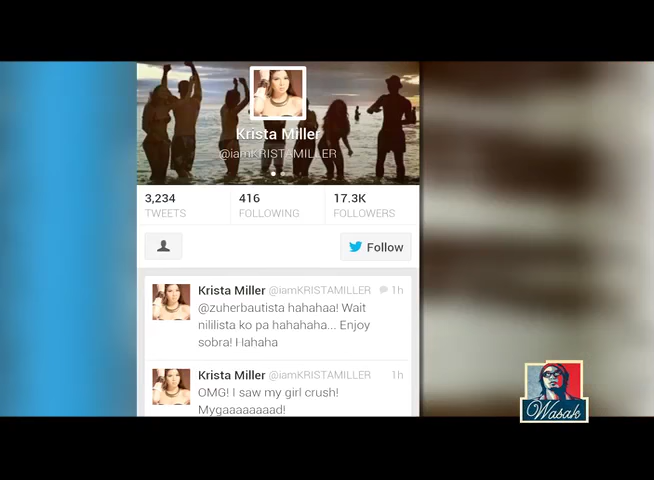 Krista Miller
@iamKRISTAMILLER
3,234
416
17.3K
TWEETS
FOLLOWING
FOLLOWERS
Follow
Krista Miller @iamKRISTAMILLER 1h
@zuherbautista hahahaa! Wait
nililista ko pa hahahaha... Enjoy
sobra! Hahaha
Krista Miller @iamKRISTAMILLER 1h
OMG! I saw my girl crush!
Mygaaaaaaad!
Wasak